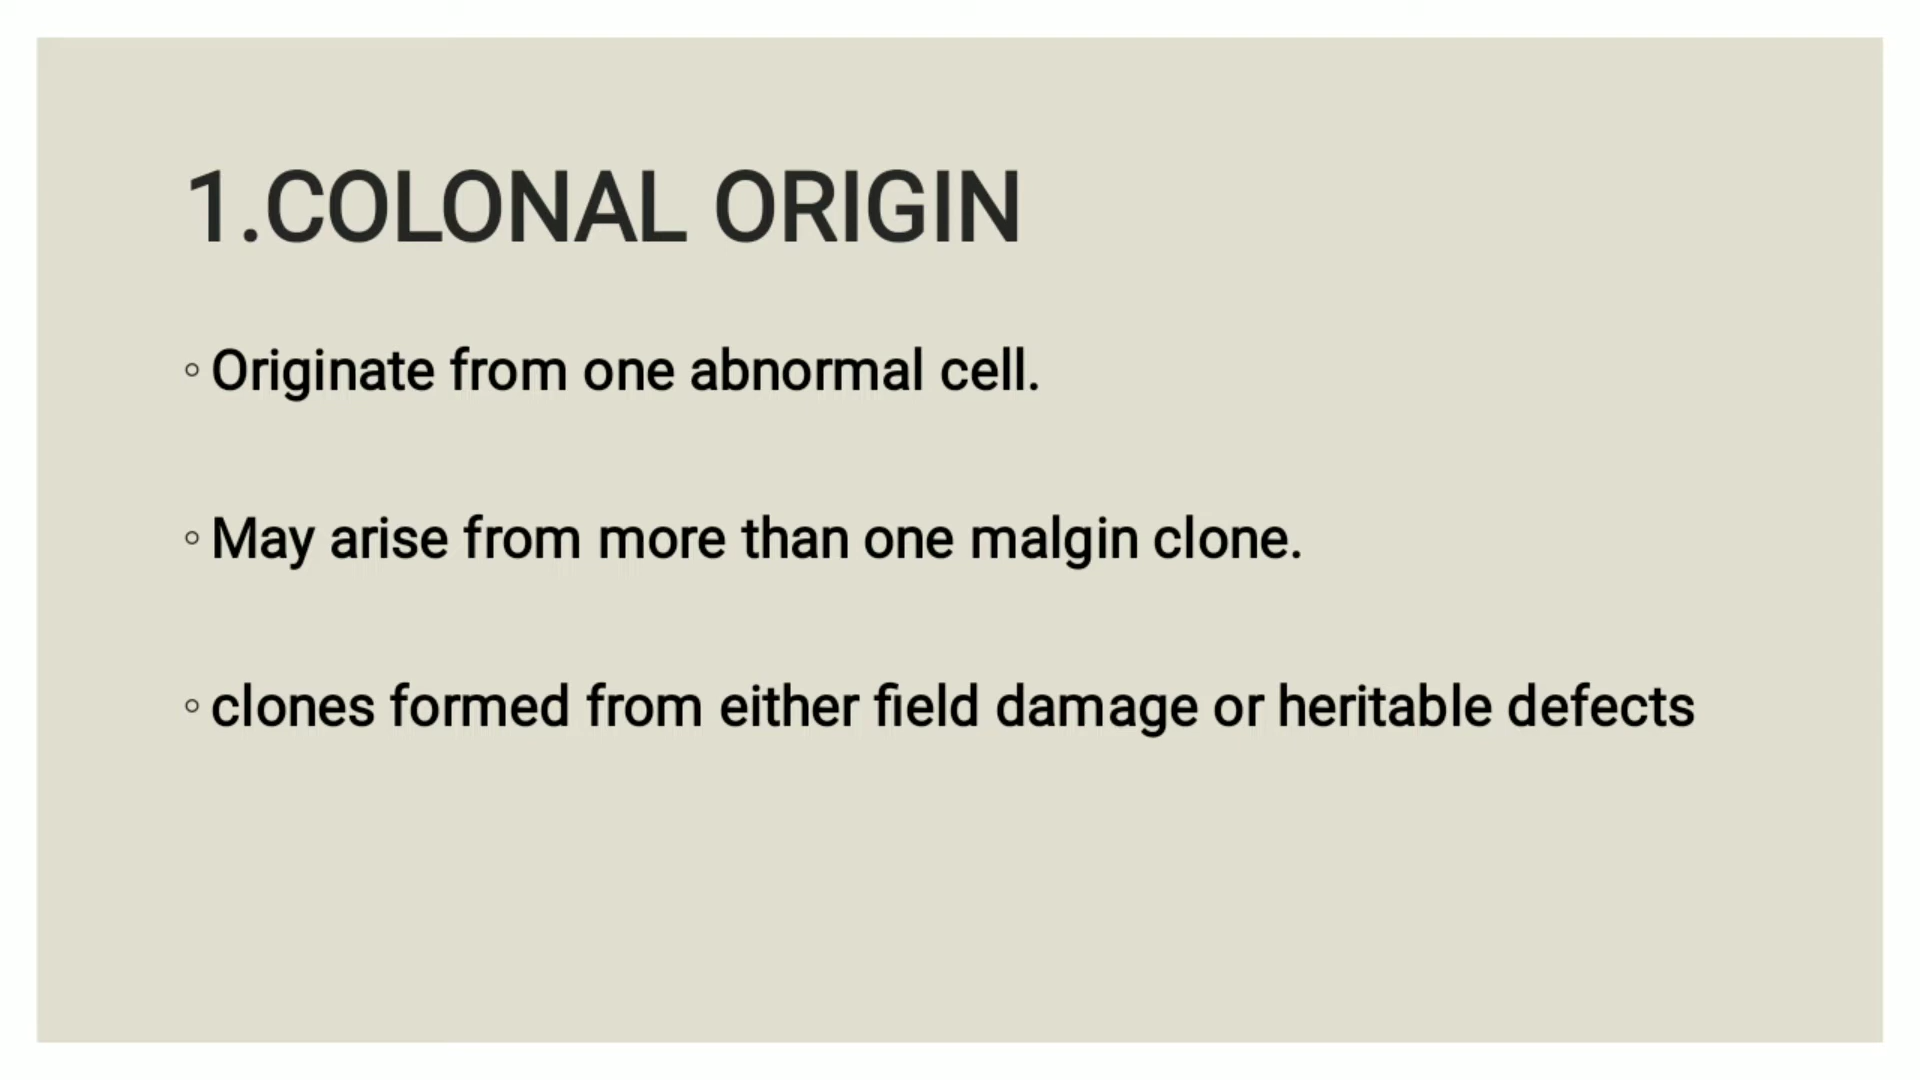 1.COLONAL ORIGIN
◦ Originate from one abnormal cell.
◦ May arise from more than one malgin clone.
◦ clones formed from either field damage or heritable defects